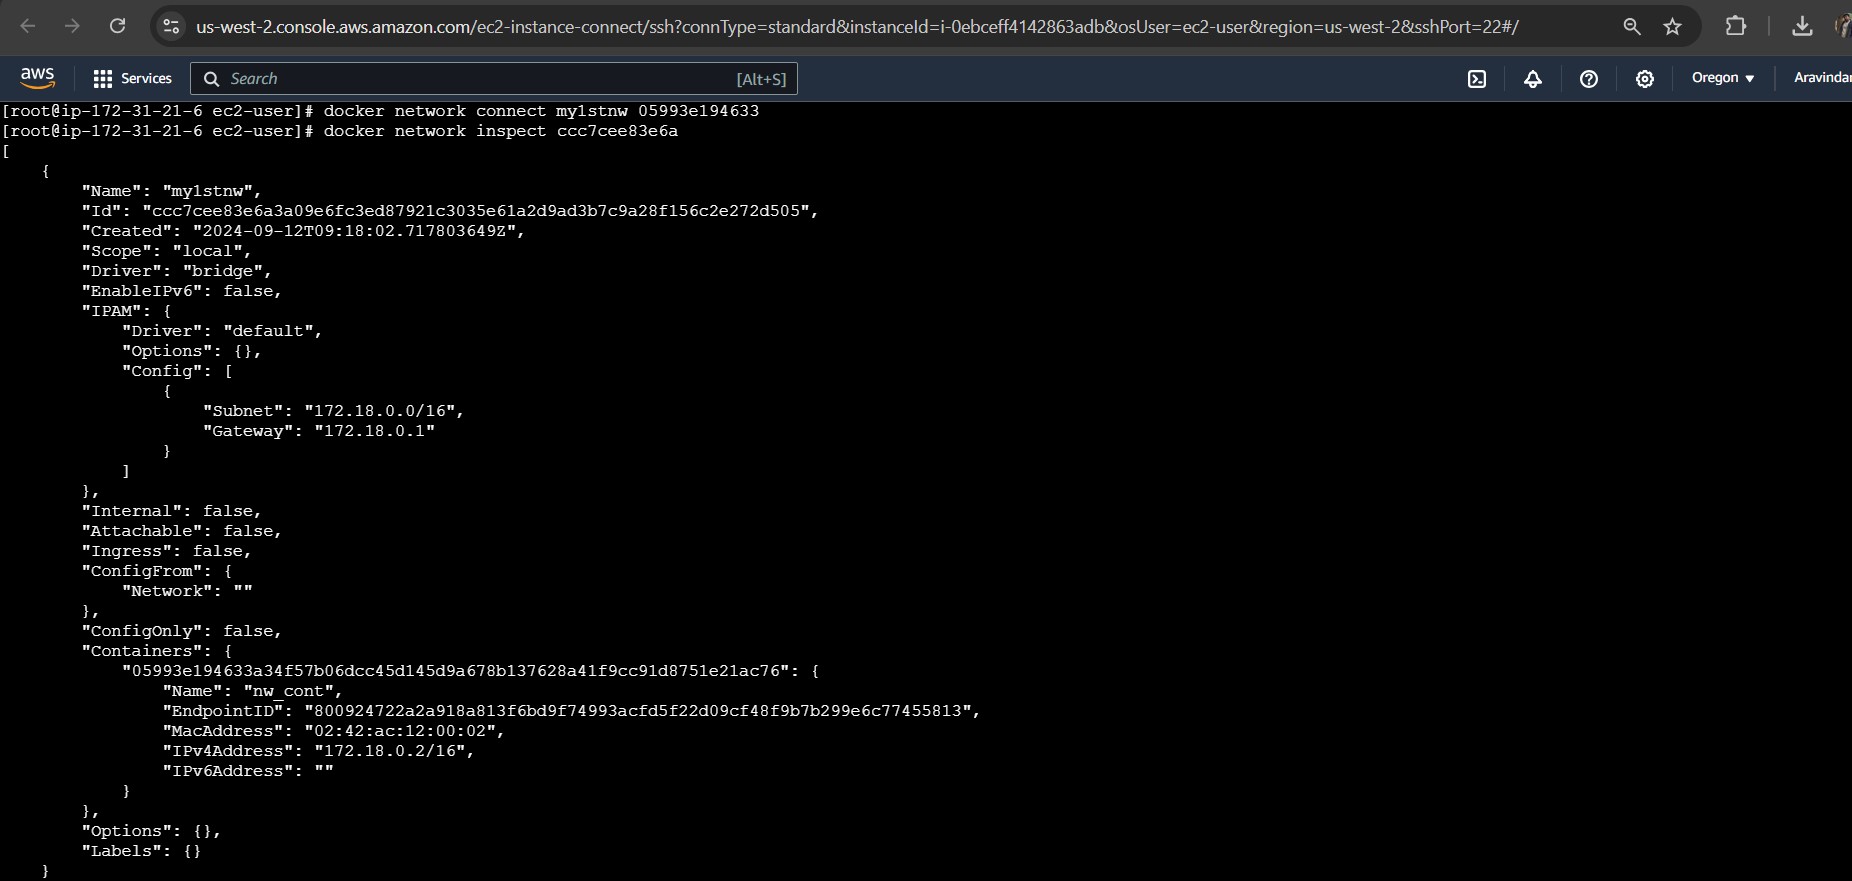 us-west-2.console.aws.amazon.com/ec2-instance-connect/ssh?connType=standard&instanceId=i-0ebceff4142863adb&osUser=ec2-user&region=us-west-2&sshPort=22#/
aws Services Search [Alt+S] Oregon ▼ Aravindar
[root@ip-172-31-21-6 ec2-user]# docker network connect my1stnw 05993e194633
[root@ip-172-31-21-6 ec2-user]# docker network inspect ccc7cee83e6a
[
    {
        "Name": "my1stnw",
        "Id": "ccc7cee83e6a3a09e6fc3ed87921c3035e61a2d9ad3b7c9a28f156c2e272d505",
        "Created": "2024-09-12T09:18:02.717803649Z",
        "Scope": "local",
        "Driver": "bridge",
        "EnableIPv6": false,
        "IPAM": {
            "Driver": "default",
            "Options": {},
            "Config": [
                {
                    "Subnet": "172.18.0.0/16",
                    "Gateway": "172.18.0.1"
                }
            ]
        },
        "Internal": false,
        "Attachable": false,
        "Ingress": false,
        "ConfigFrom": {
            "Network": ""
        },
        "ConfigOnly": false,
        "Containers": {
            "05993e194633a34f57b06dcc45d145d9a678b137628a41f9cc91d8751e21ac76": {
                "Name": "nw_cont",
                "EndpointID": "800924722a2a918a813f6bd9f74993acfd5f22d09cf48f9b7b299e6c77455813",
                "MacAddress": "02:42:ac:12:00:02",
                "IPv4Address": "172.18.0.2/16",
                "IPv6Address": ""
            }
        },
        "Options": {},
        "Labels": {}
    }